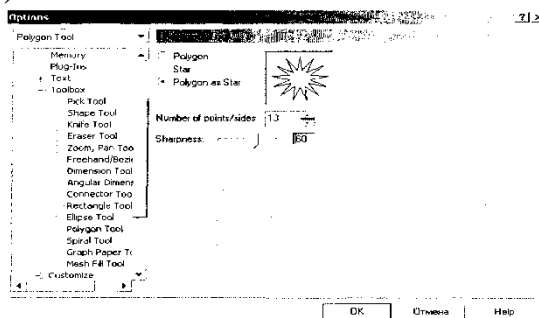 Options
Polygon Tool
Memory
Plug-Ins
Text
Toolbox
Pick Tool
Shape Tool
Knife Tool
Eraser Tool
Zoom, Pan Too
Freehand/Bezie
Dimension Tool
Angular Dimens
Connector Too
Rectangle Tool
Ellipse Tool
Polygon Tool
Spiral Tool
Graph Paper To
Mesh Fill Tool
Customize
Polygon
Star
Polygon as Star
Number of points/sides 13
Sharpness: 60
OK Отмена Help